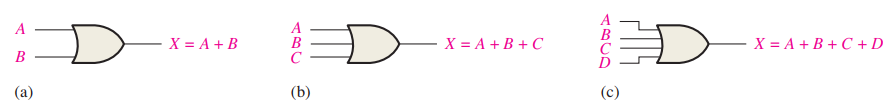 A
B
X = A + B
(a)
A
B
C
X = A + B + C
(b)
A
B
C
D
X = A + B + C + D
(c)